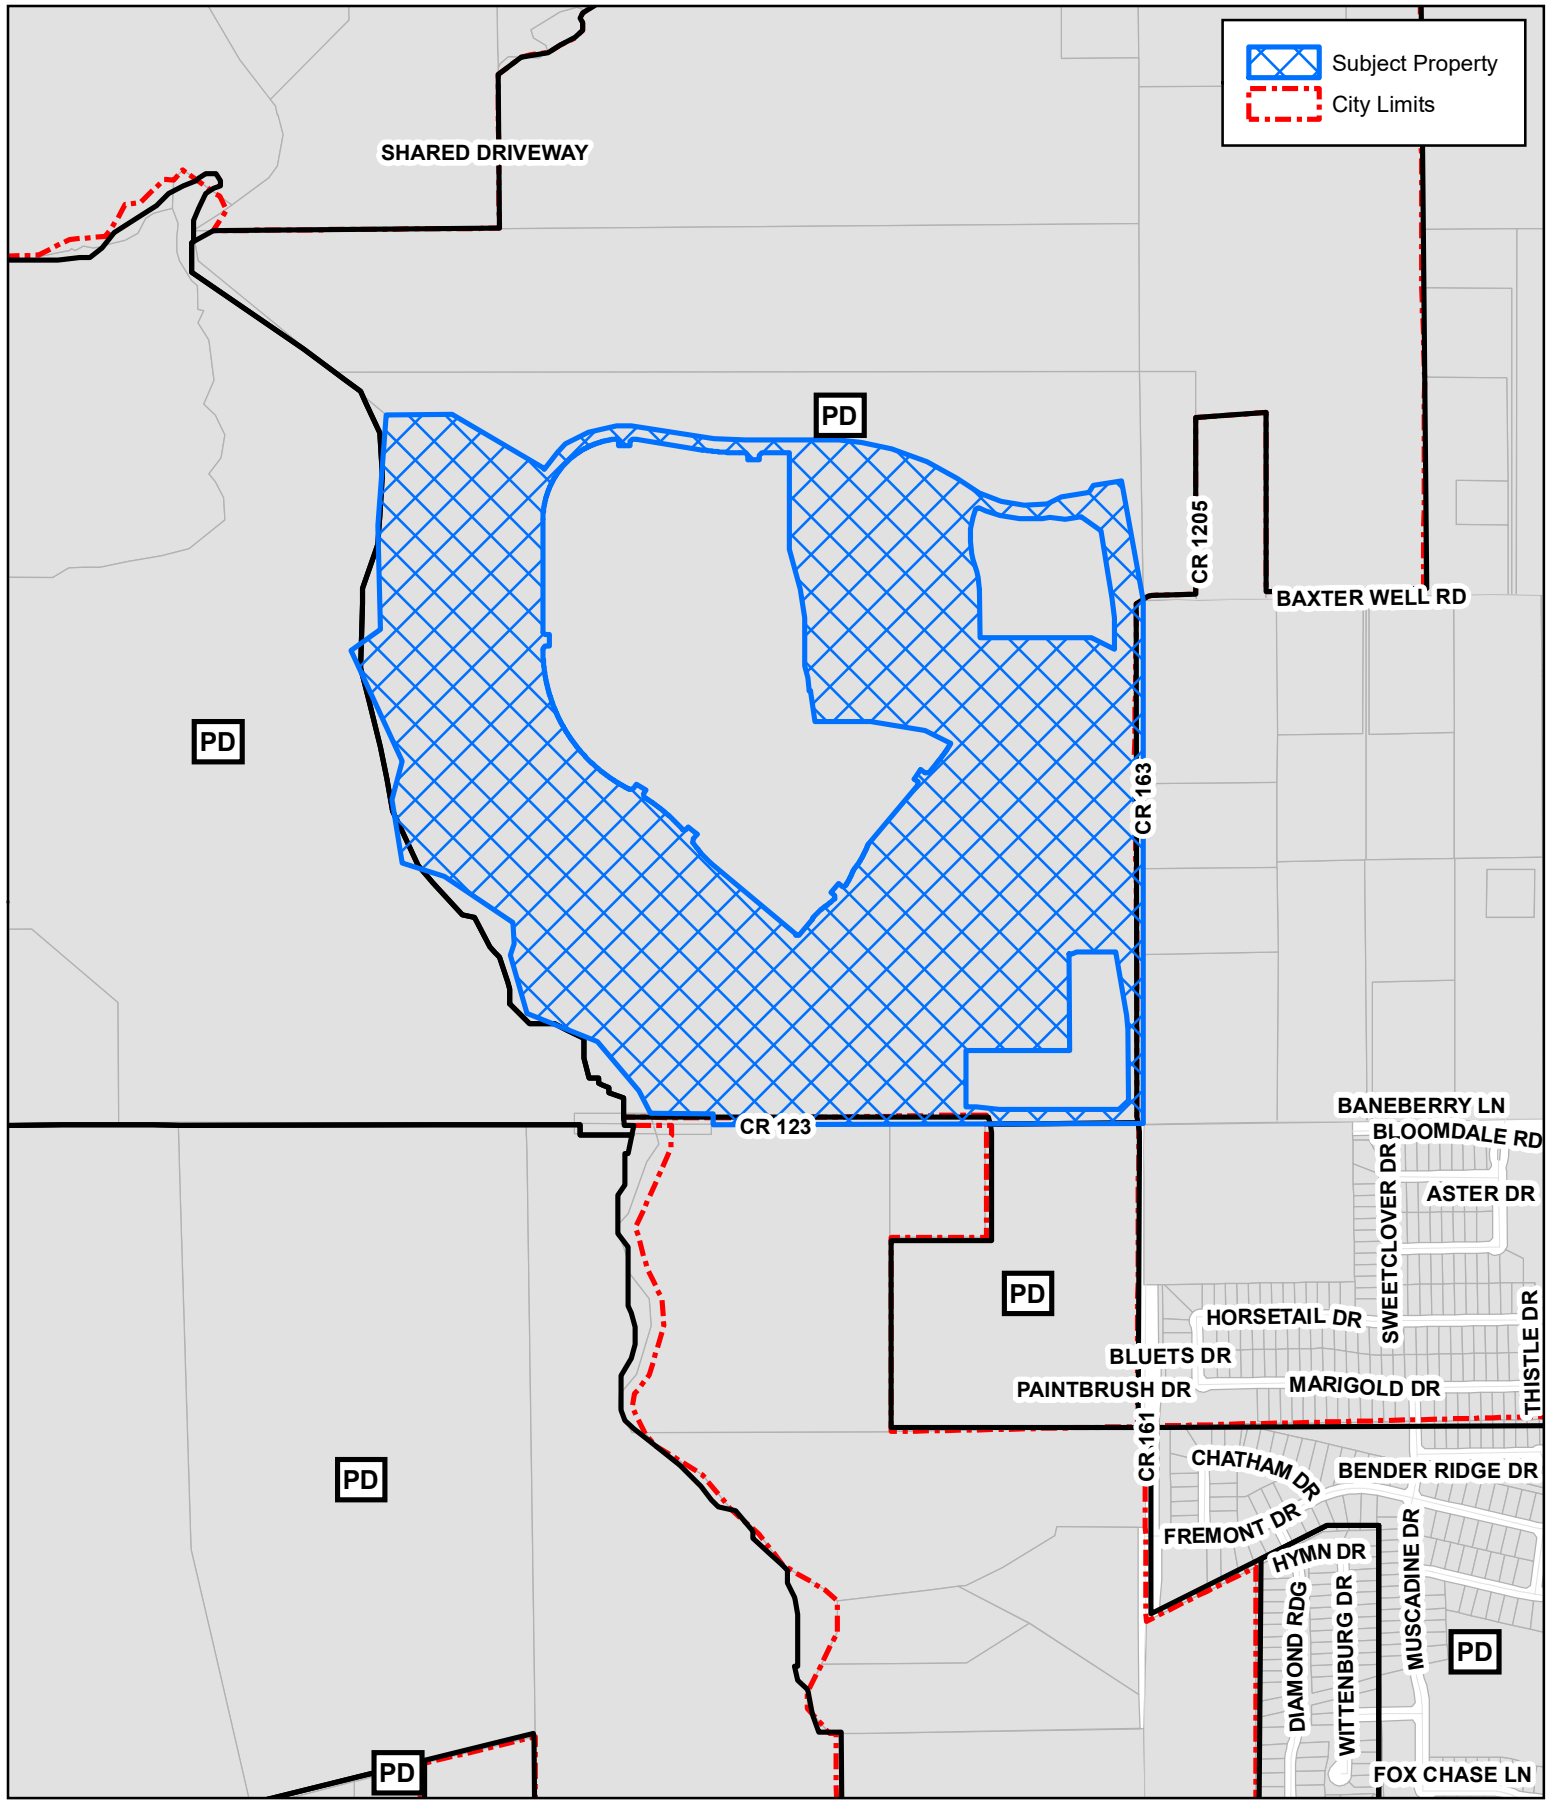 Subject Property
City Limits
SHARED DRIVEWAY
PD
CR 1205
BAXTER WELL RD
PD
CR 163
BANEBERRY LN
CR 123
BLOOMDALE RD
SWEETCLOVER DR
ASTER DR
PD
HORSETAIL DR
THISTLE DR
BLUETS DR
PAINTBRUSH DR
MARIGOLD DR
CR 161
CHATHAM DR
BENDER RIDGE DR
PD
FREMONT DR
MUSCADINE DR
HYMN DR
DIAMOND RDG
WITTENBURG DR
PD
PD
FOX CHASE LN